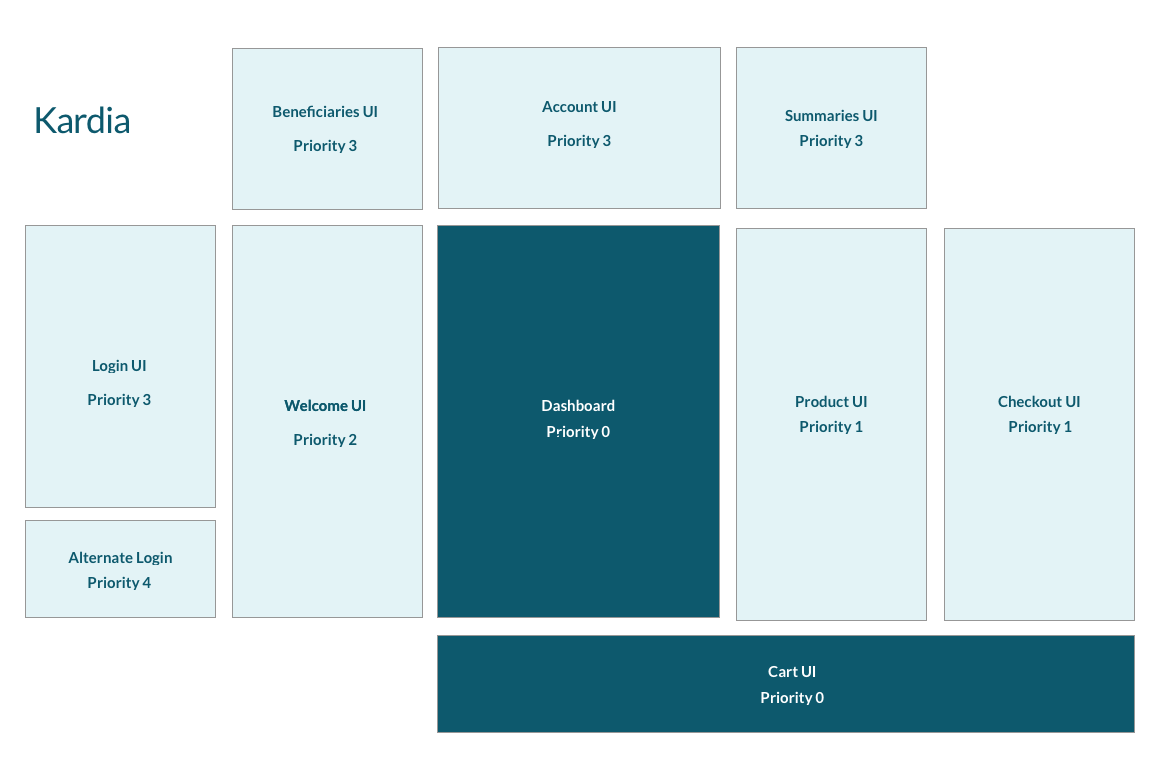 Kardia
Beneficiaries UI
Priority 3
Account UI
Priority 3
Summaries UI
Priority 3
Login UI
Priority 3
Alternate Login
Priority 4
Welcome UI
Priority 2
Dashboard
Priority 0
Product UI
Priority 1
Checkout UI
Priority 1
Cart UI
Priority 0